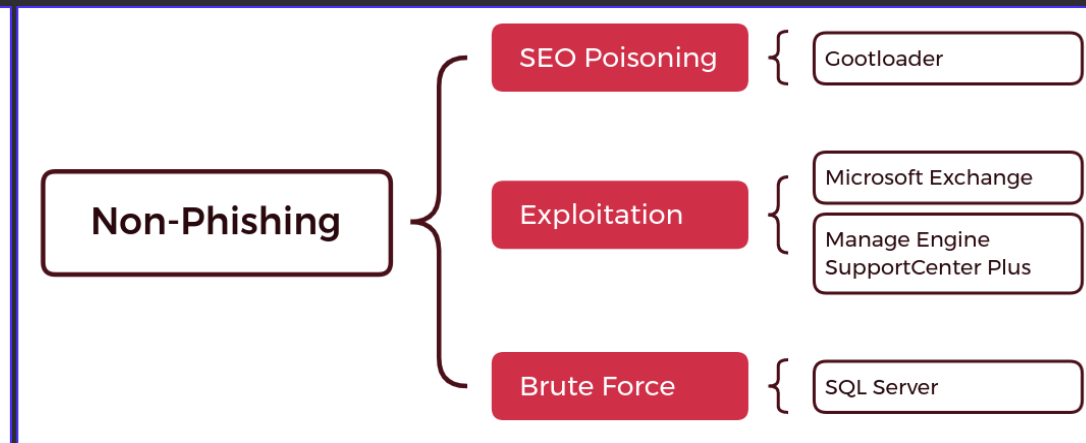 Non-Phishing
SEO Poisoning
Gootloader
Exploitation
Microsoft Exchange
Manage Engine
SupportCenter Plus
Brute Force
SQL Server